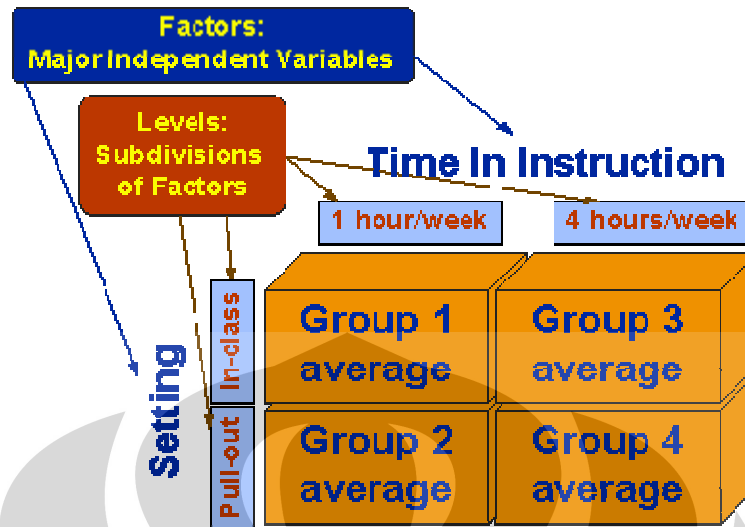 Factors:
Major Independent Variables
Levels:
Subdivisions
of Factors
Time In Instruction
1 hour/week
4 hours/week
Setting
In-class
Pull-out
Group 1
average
Group 3
average
Group 2
average
Group 4
average